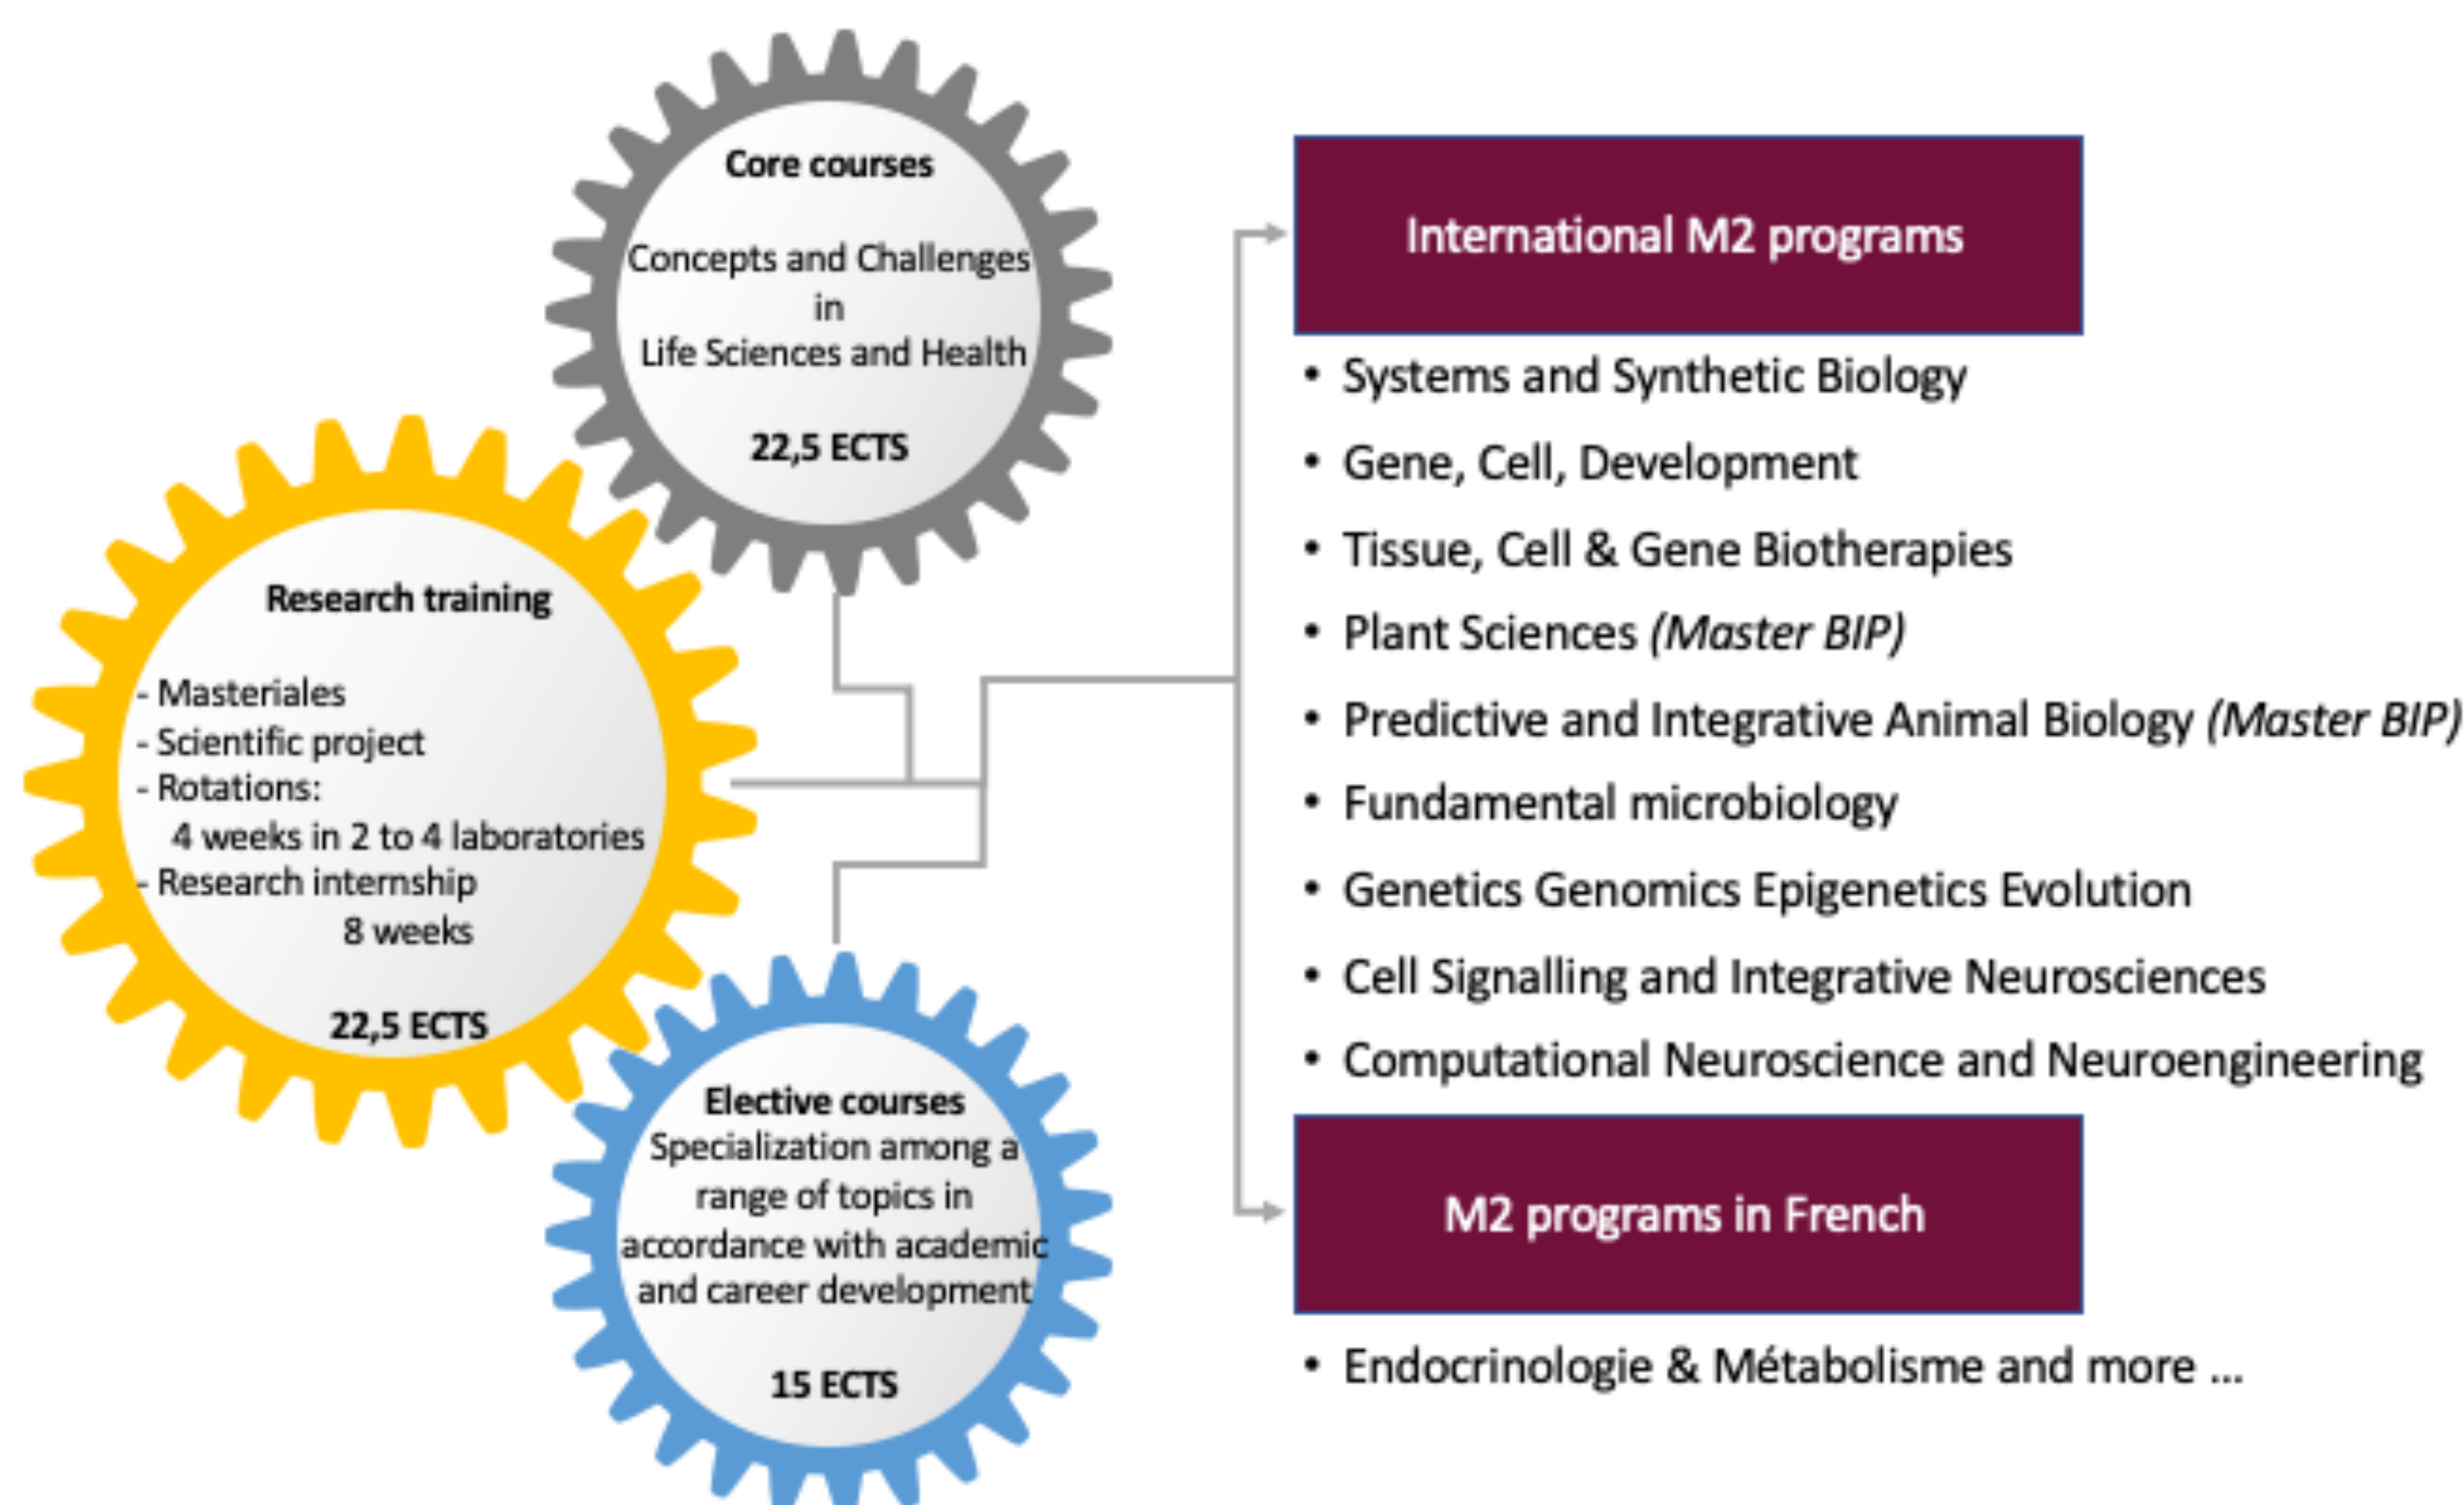 Core courses
Concepts and Challenges
in
Life Sciences and Health
22,5 ECTS
Research training
- Masteriales
- Scientific project
- Rotations:
4 weeks in 2 to 4 laboratories
- Research internship
8 weeks
22,5 ECTS
Elective courses
Specialization among a
range of topics in
accordance with academic
and career development
15 ECTS
International M2 programs
• Systems and Synthetic Biology
• Gene, Cell, Development
• Tissue, Cell & Gene Biotherapies
• Plant Sciences (Master BIP)
• Predictive and Integrative Animal Biology (Master BIP)
• Fundamental microbiology
• Genetics Genomics Epigenetics Evolution
• Cell Signalling and Integrative Neurosciences
• Computational Neuroscience and Neuroengineering
M2 programs in French
• Endocrinologie & Métabolisme and more ...